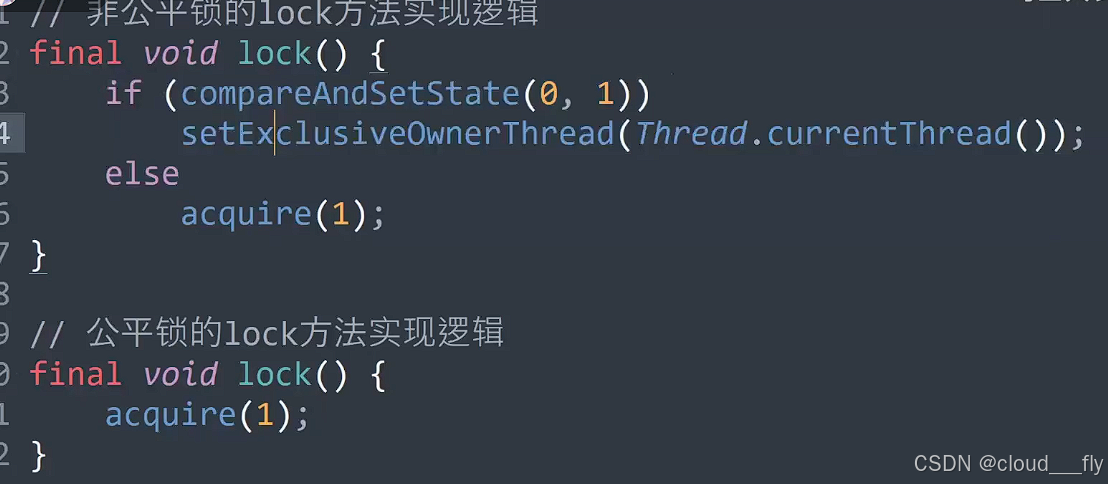 1 // 非公平锁的lock方法实现逻辑
2 final void lock() {
3 if (compareAndSetState(0, 1))
4 setExclusiveOwnerThread(Thread.currentThread());
5 else
6 acquire(1);
7 }
8
9 // 公平锁的lock方法实现逻辑
0 final void lock() {
1 acquire(1);
2 }
CSDN @cloud___fly